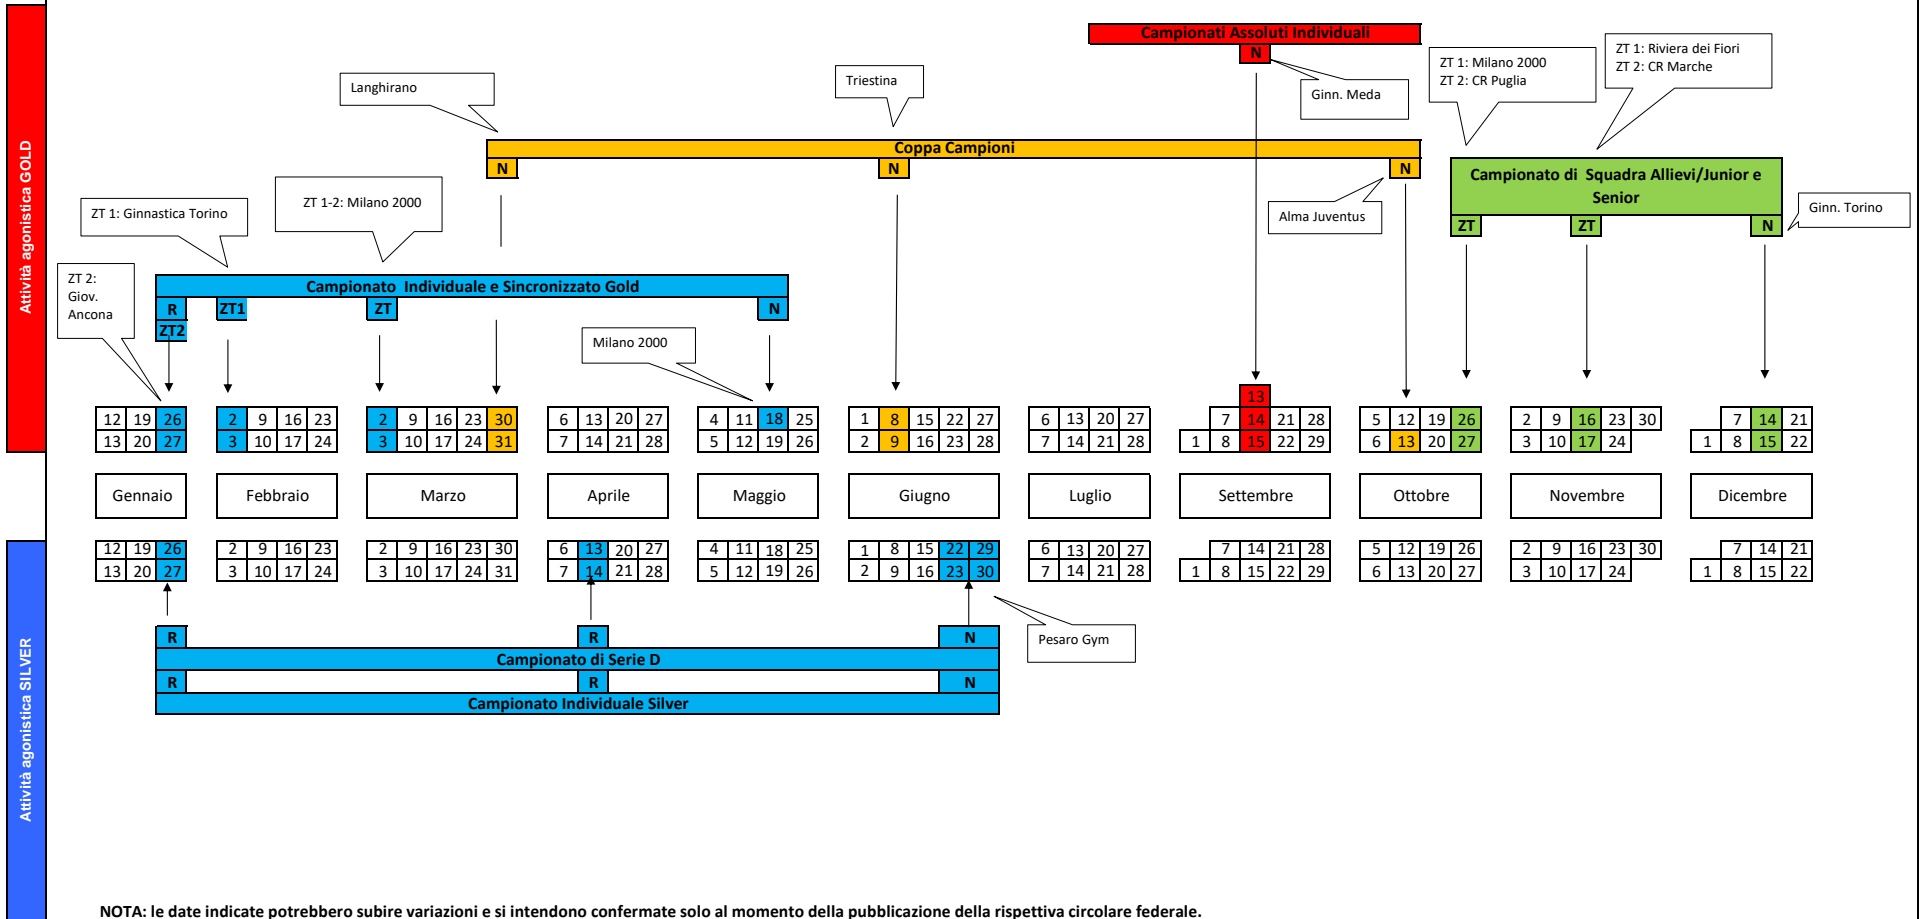 Attività agonistica GOLD
Campionati Assoluti Individuali
N
Ginn. Meda
ZT 1: Milano 2000
ZT 2: CR Puglia
ZT 1: Riviera dei Fiori
ZT 2: CR Marche
Langhirano
Triestina
Coppa Campioni
N N N
Alma Juventus
Campionato di Squadra Allievi/Junior e
Senior
ZT ZT N
Ginn. Torino
ZT 1: Ginnastica Torino
ZT 1-2: Milano 2000
ZT 2:
Giov.
Ancona
Campionato Individuale e Sincronizzato Gold
R ZT1 ZT N
ZT2
Milano 2000
13
12 19 26 2 9 16 23 2 9 16 23 30 6 13 20 27 4 11 18 25 1 8 15 22 27 6 13 20 27 7 14 21 28 5 12 19 26 2 9 16 23 30 7 14 21
13 20 27 3 10 17 24 3 10 17 24 31 7 14 21 28 5 12 19 26 2 9 16 23 28 7 14 21 28 1 8 15 22 29 6 13 20 27 3 10 17 24 1 8 15 22
Gennaio Febbraio Marzo Aprile Maggio Giugno Luglio Settembre Ottobre Novembre Dicembre
Attività agonistica SILVER
12 19 26 2 9 16 23 2 9 16 23 30 6 13 20 27 4 11 18 25 1 8 15 22 29 6 13 20 27 7 14 21 28 5 12 19 26 2 9 16 23 30 7 14 21
13 20 27 3 10 17 24 3 10 17 24 31 7 14 21 28 5 12 19 26 2 9 16 23 30 7 14 21 28 1 8 15 22 29 6 13 20 27 3 10 17 24 1 8 15 22
R R N
Pesaro Gym
Campionato di Serie D
R R N
Campionato Individuale Silver
NOTA: le date indicate potrebbero subire variazioni e si intendono confermate solo al momento della pubblicazione della rispettiva circolare federale.